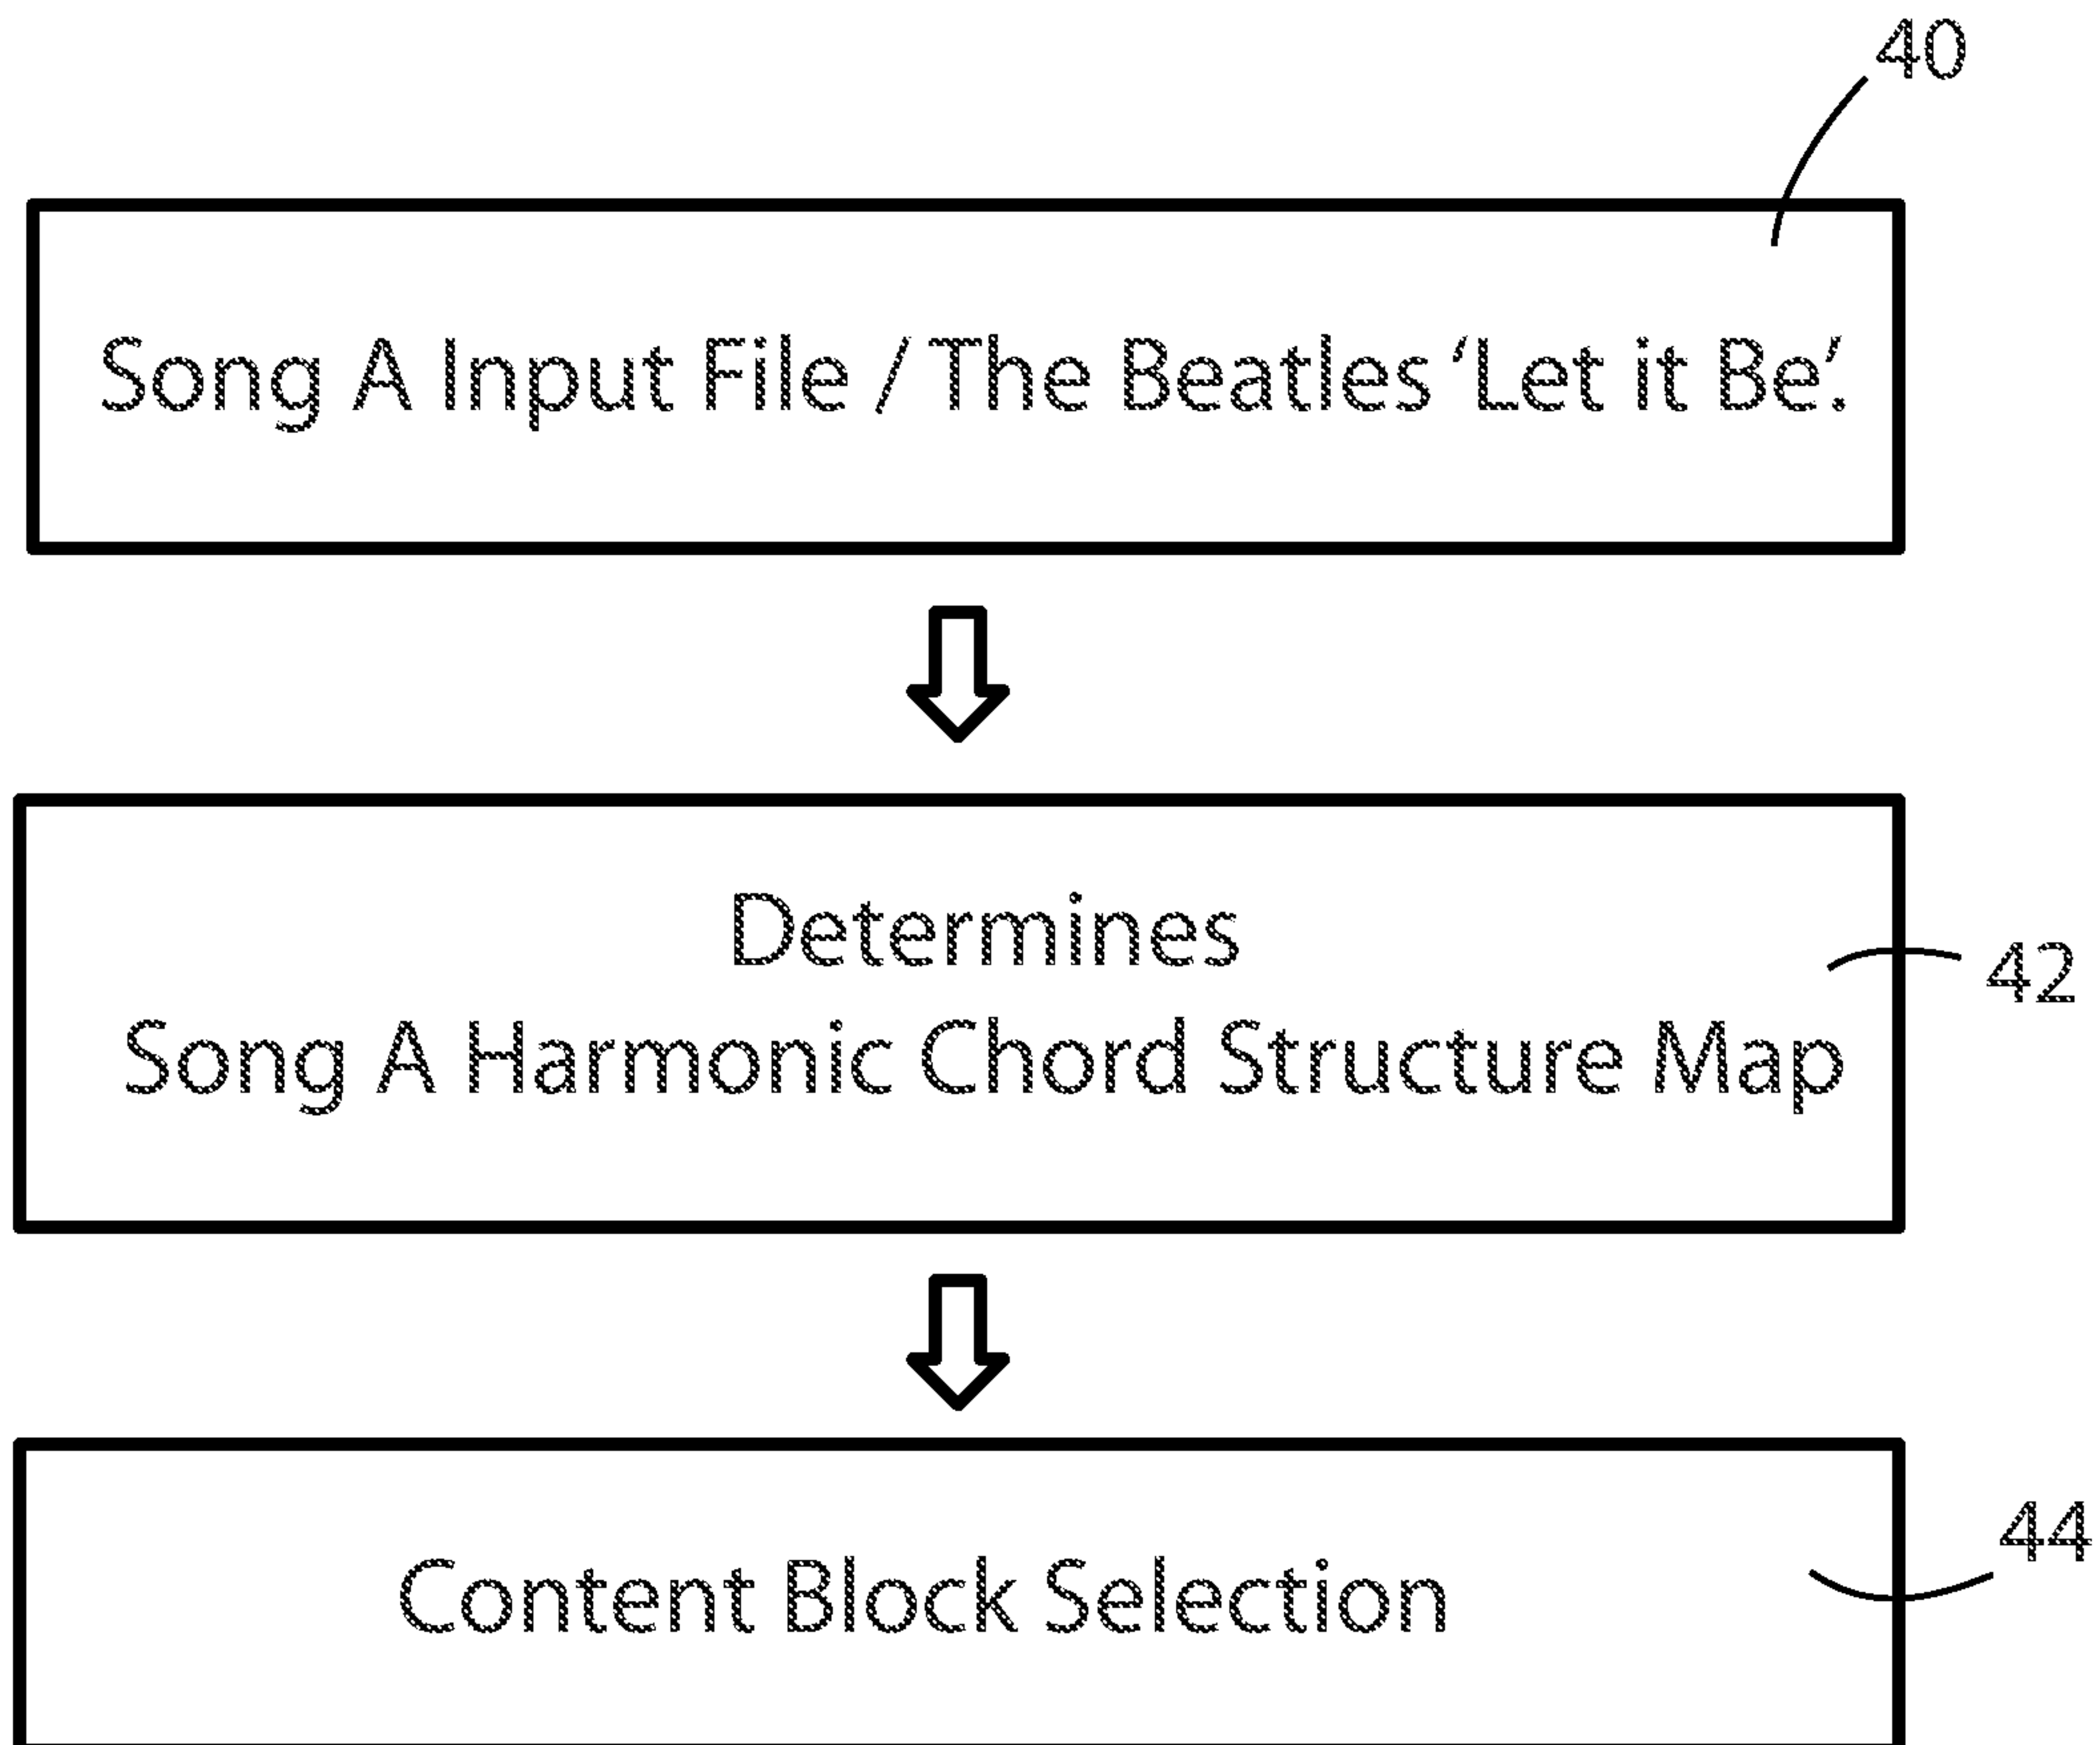 40
Song A Input File / The Beatles ‘Let it Be’.
Determines
42
Song A Harmonic Chord Structure Map
44
Content Block Selection